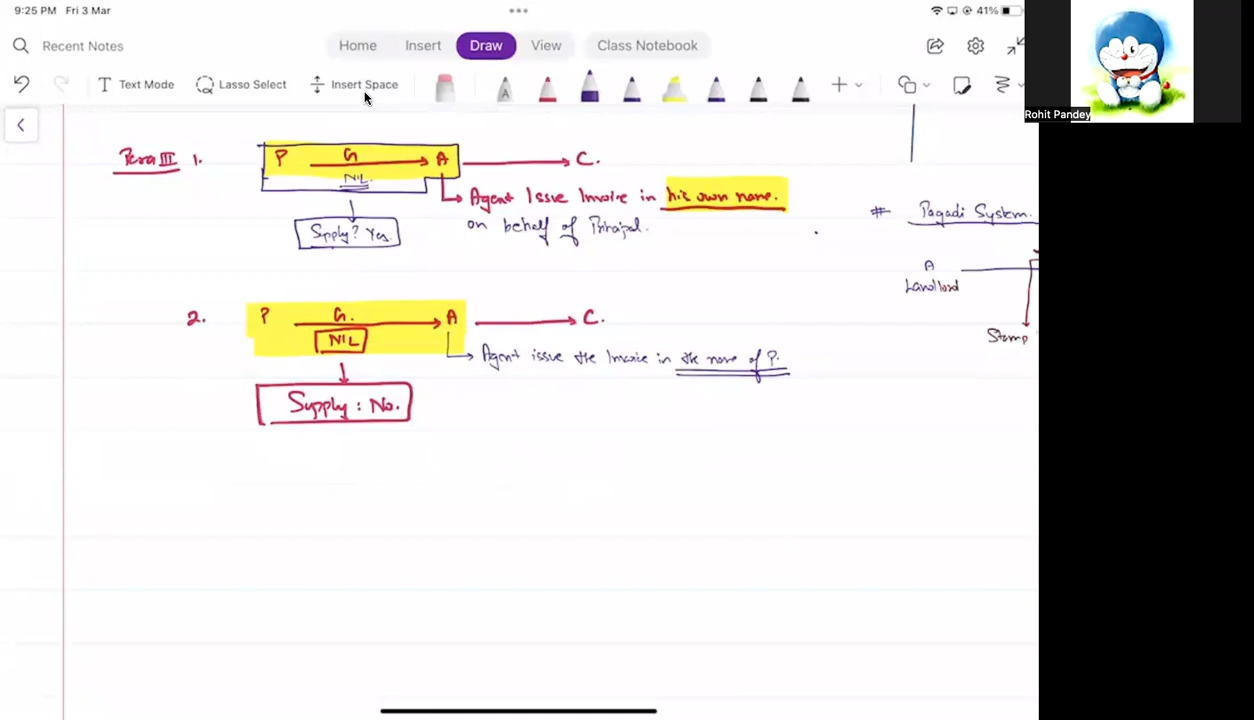 9:25 PM Fri 3 Mar
41%
Recent Notes
Home Insert Draw View Class Notebook
Text Mode Lasso Select Insert Space
A
Rohit Pandey
Para III 1. P G A C.
NIL
Agent Issue Invoice in his own name.
on behalf of Principal.
Supply? Yes
# Pagadi System.
A
Landlord
Stamp
2. P G. A C.
NIL
Agent issue the Invoice in the name of P.
Supply: No.